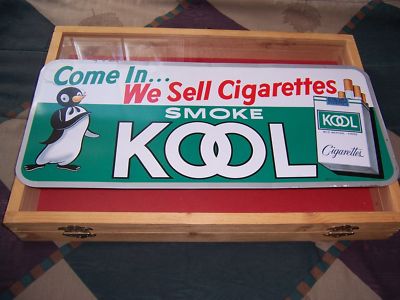 Come In...
We Sell Cigarettes
SMOKE
KOOL
KOOL
Cigarettes